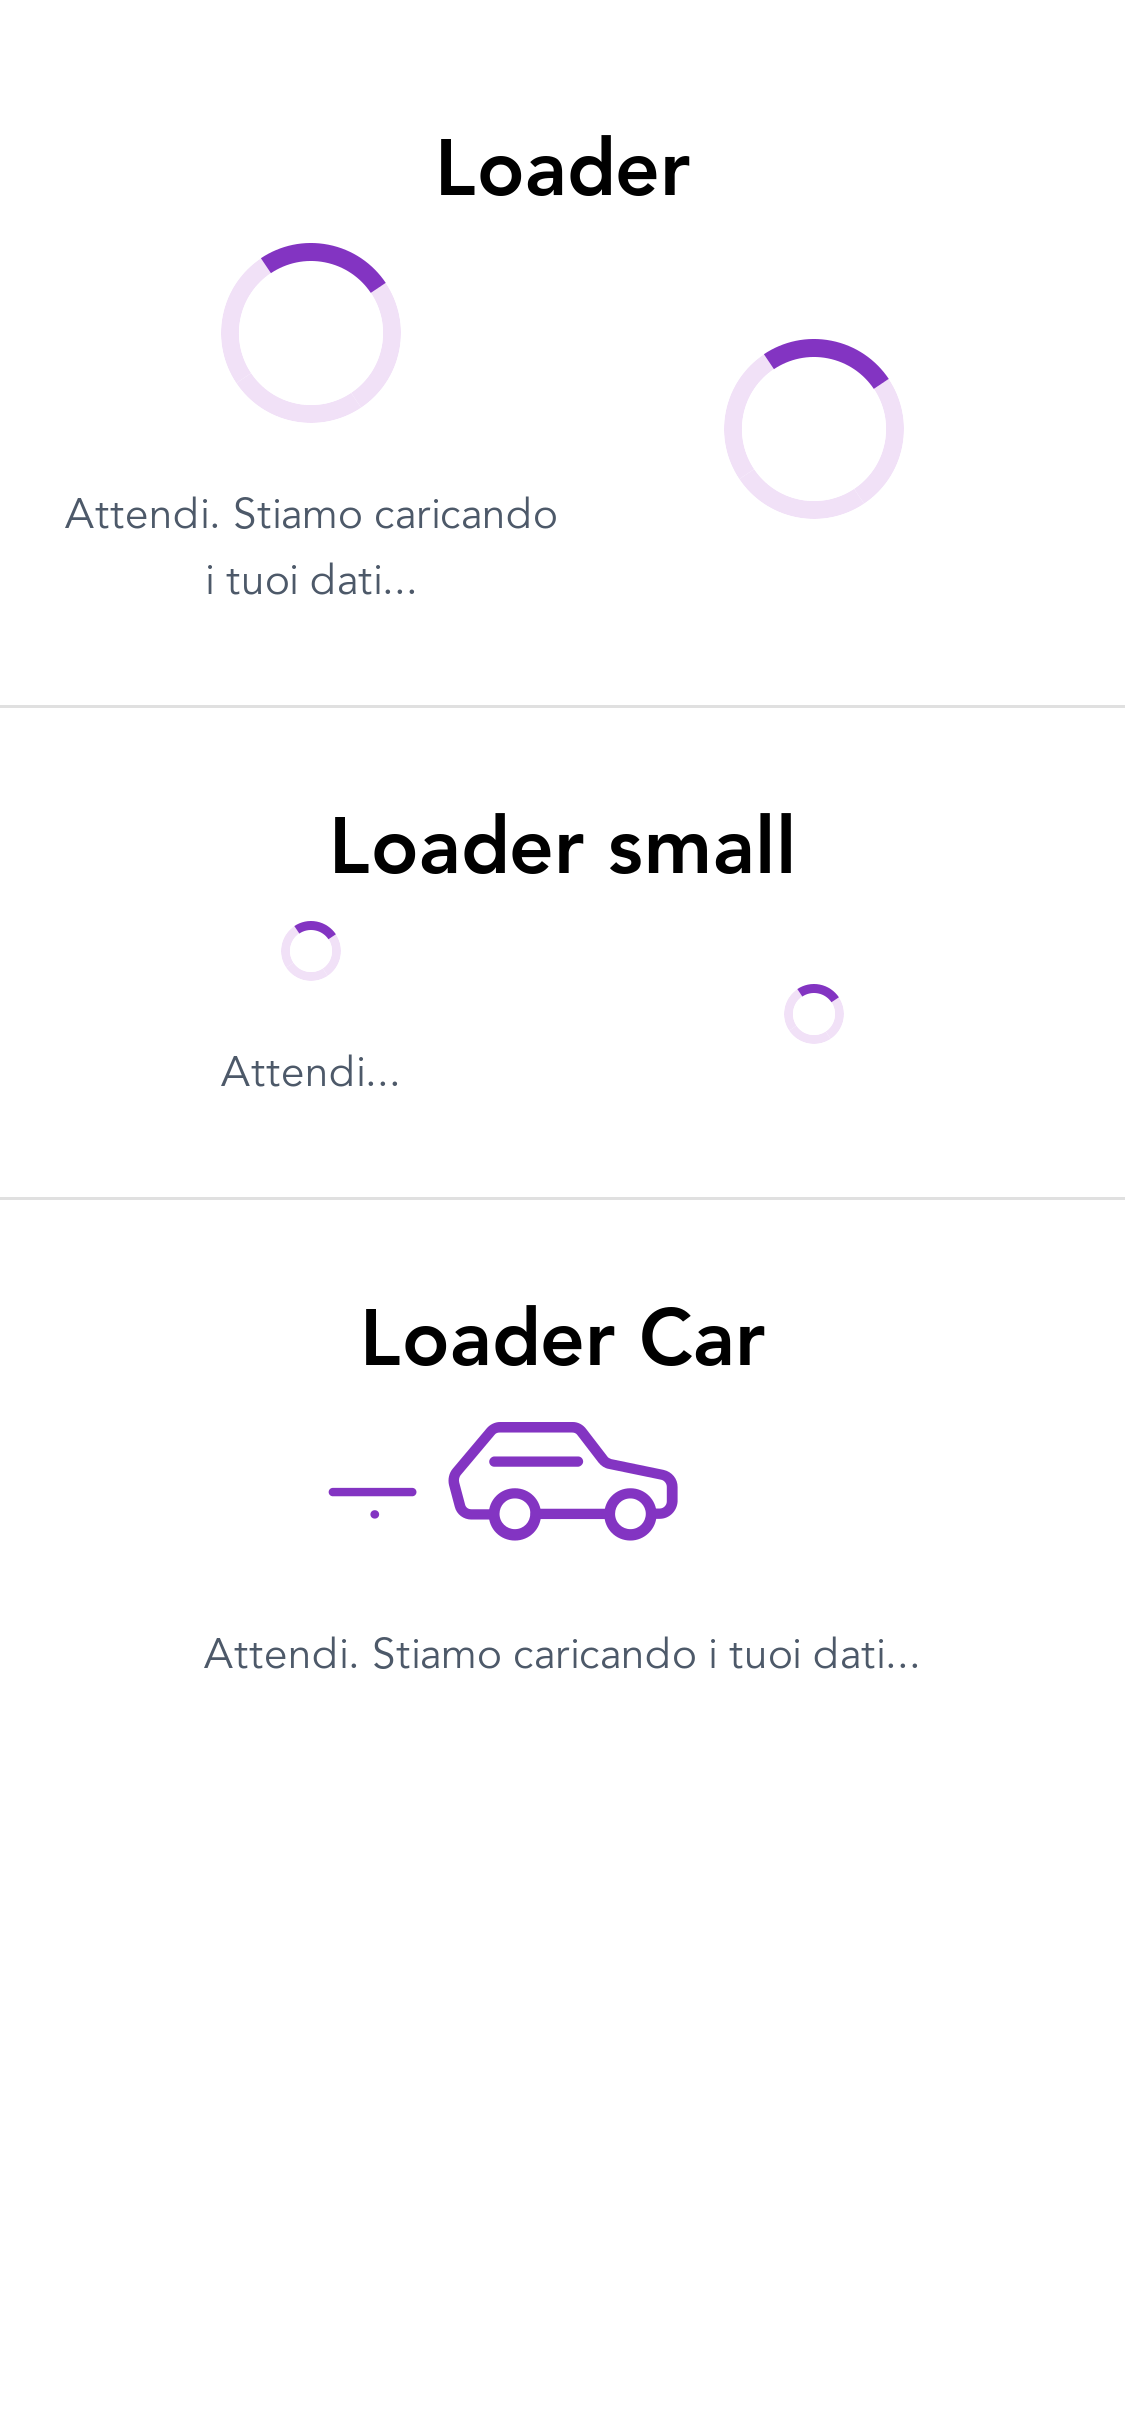 Loader
Attendi. Stiamo caricando
i tuoi dati...
Loader small
Attendi...
Loader Car
Attendi. Stiamo caricando i tuoi dati...